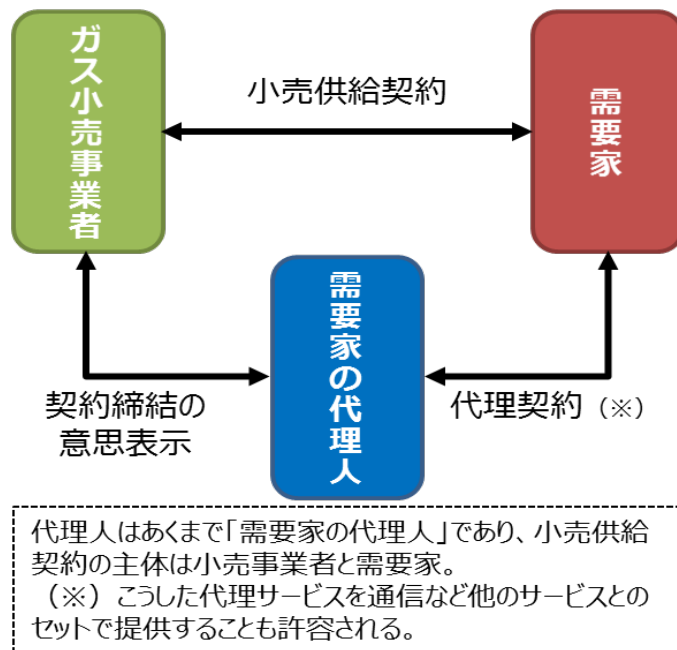 ガス小売事業者
小売供給契約
需要家
需要家の代理人
契約締結の
意思表示
代理契約（※）
代理人はあくまで「需要家の代理人」であり、小売供給
契約の主体は小売事業者と需要家。
（※）こうした代理サービスを通信など他のサービスとの
セットで提供することも許容される。